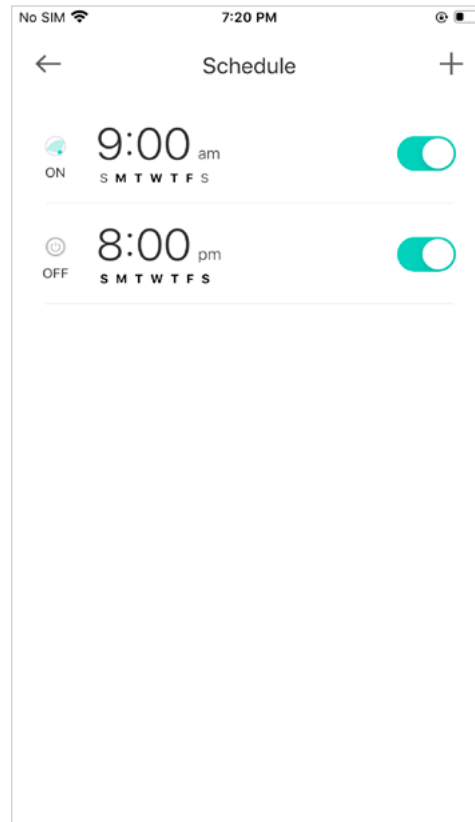 No SIM 7:20 PM
Schedule
9:00 am
ON
S M T W T F S
8:00 pm
OFF
S M T W T F S